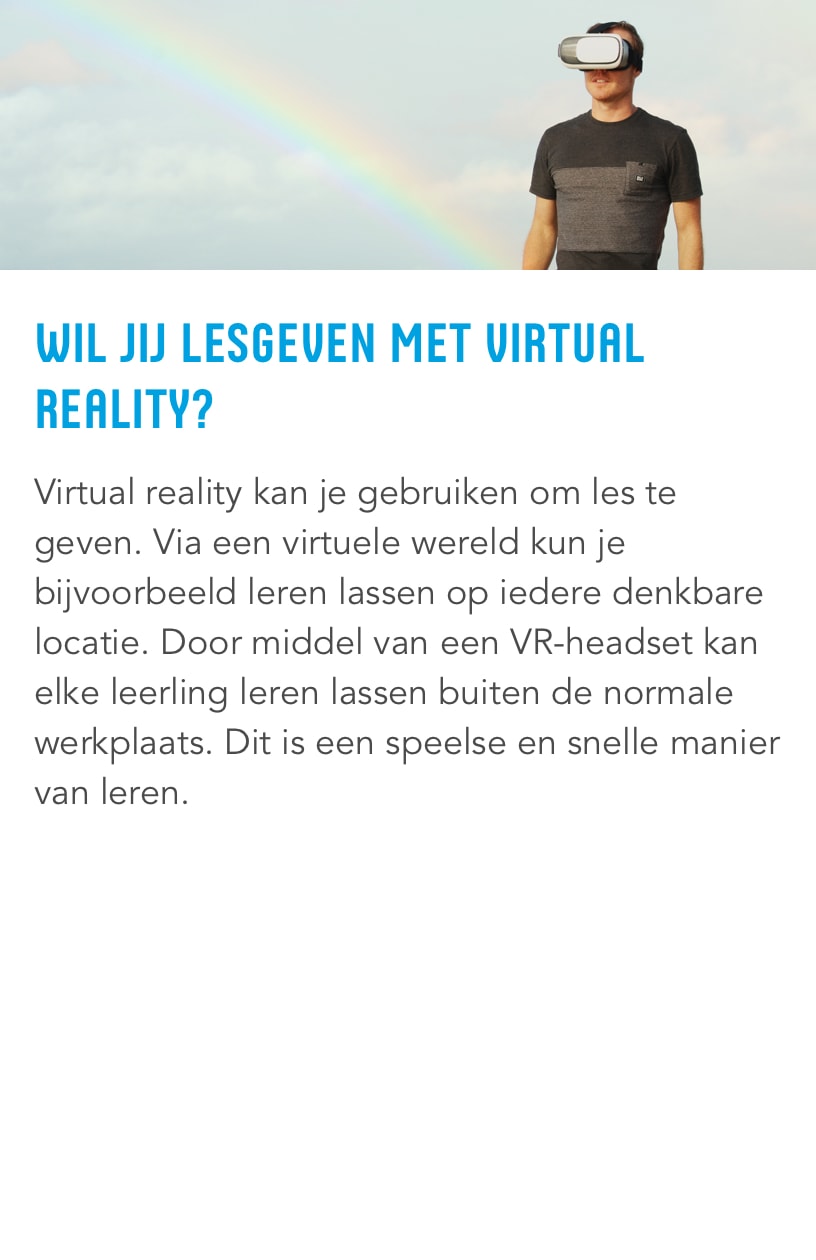 WIL JIJ LESGEVEN MET VIRTUAL
REALITY?
Virtual reality kan je gebruiken om les te
geven. Via een virtuele wereld kun je
bijvoorbeeld leren lassen op iedere denkbare
locatie. Door middel van een VR-headset kan
elke leerling leren lassen buiten de normale
werkplaats. Dit is een speelse en snelle manier
van leren.